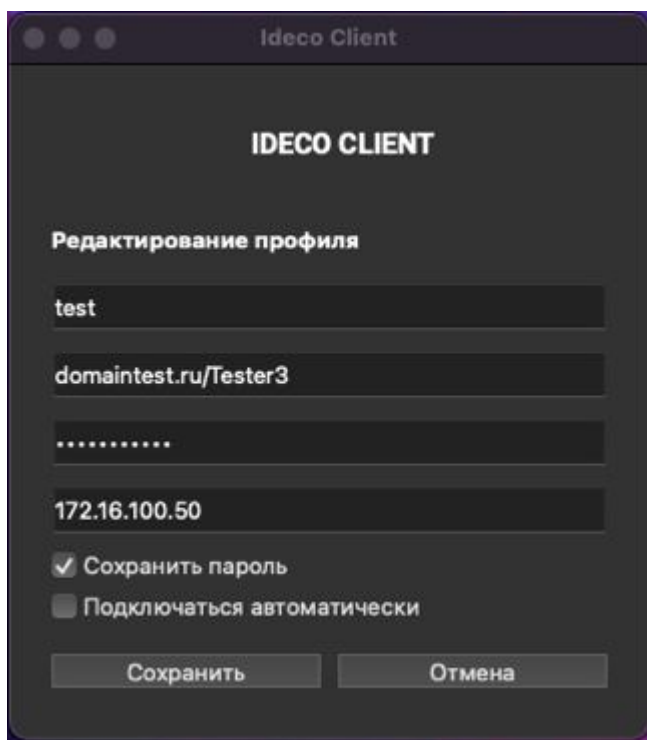 Ideco Client
IDECO CLIENT
Редактирование профиля
test
domaintest.ru/Tester3
•••••••••••
172.16.100.50
Сохранить пароль
Подключаться автоматически
Сохранить Отмена